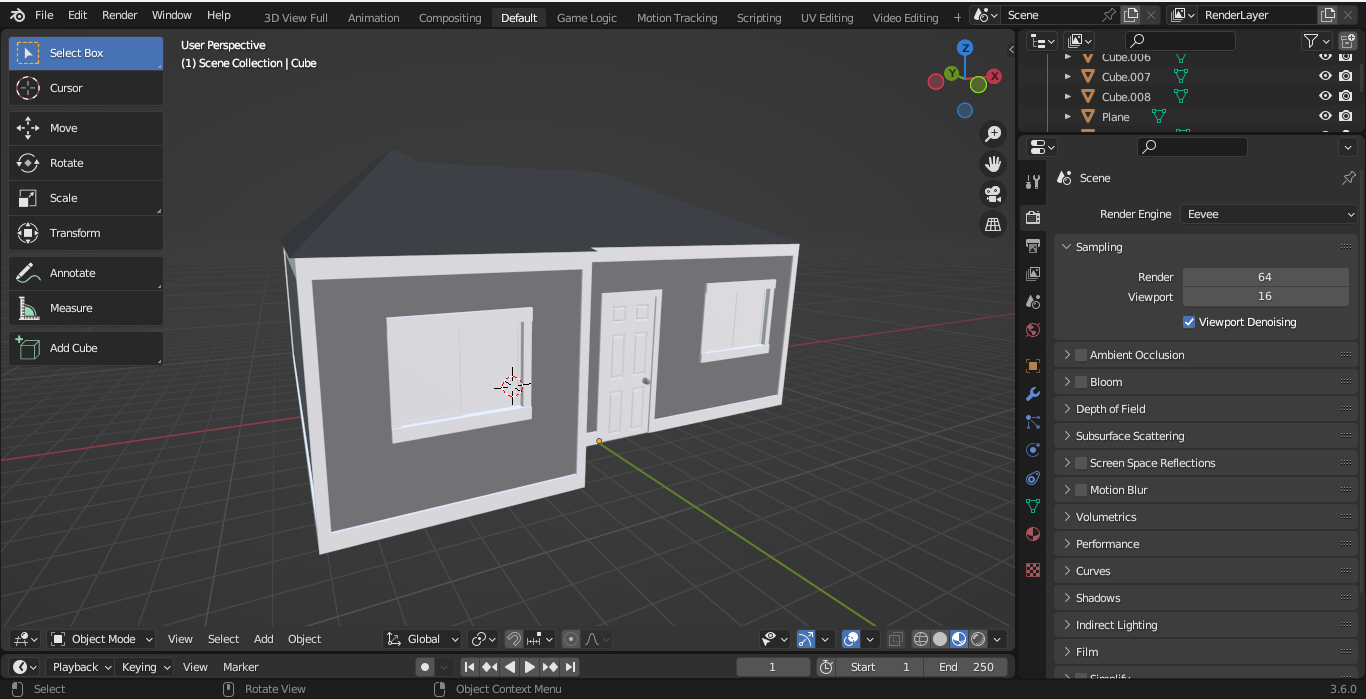 File Edit Render Window Help 3D View Full Animation Compositing Default Game Logic Motion Tracking Scripting UV Editing Video Editing + Scene RenderLayer
Select Box
Cursor
Move
Rotate
Scale
Transform
Annotate
Measure
Add Cube
User Perspective
(1) Scene Collection | Cube
Z
Y
X
Cube.006
Cube.007
Cube.008
Plane
Scene
Render Engine Eevee
Sampling
Render 64
Viewport 16
Viewport Denoising
Ambient Occlusion
Bloom
Depth of Field
Subsurface Scattering
Screen Space Reflections
Motion Blur
Volumetrics
Performance
Curves
Shadows
Indirect Lighting
Film
Simplify
Object Mode View Select Add Object Global
Playback Keying View Marker 1 Start 1 End 250
Select Rotate View Object Context Menu 3.6.0